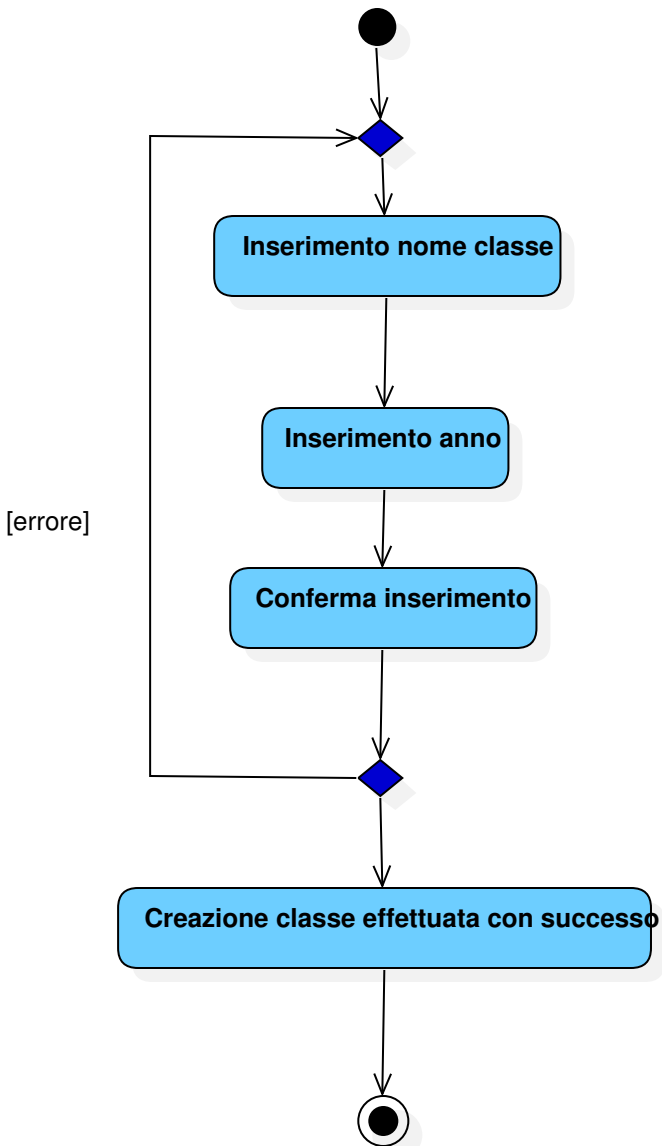 Inserimento nome classe
Inserimento anno
[errore]
Conferma inserimento
Creazione classe effettuata con successo